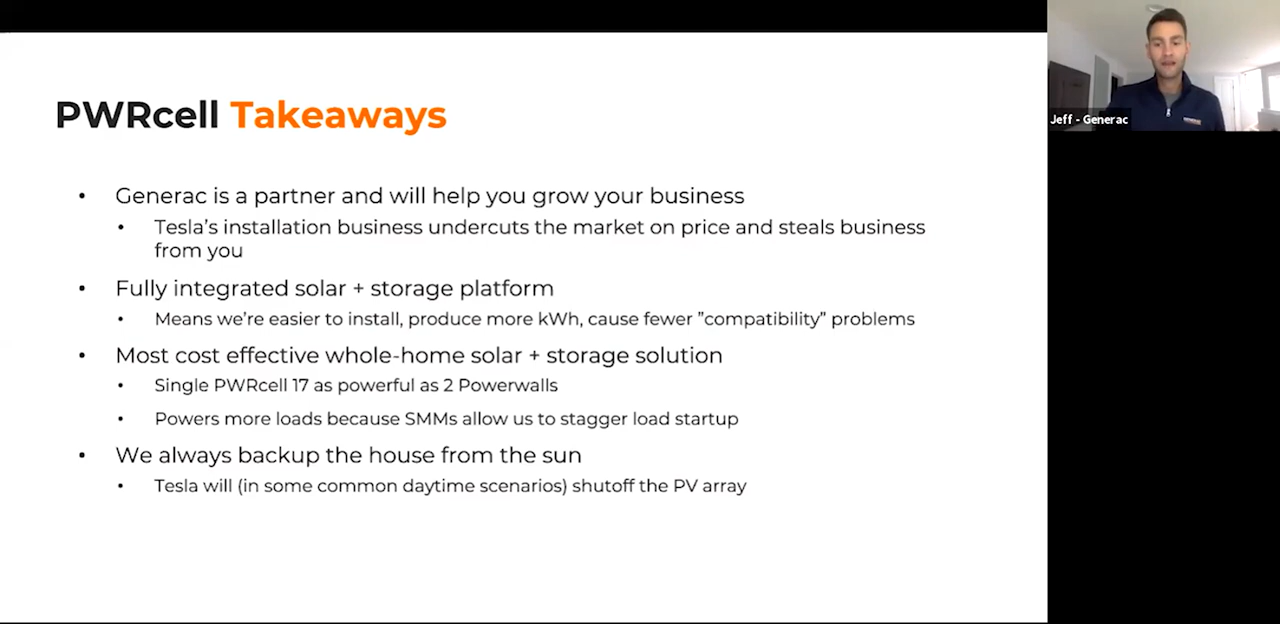 PWRcell Takeaways
• Generac is a partner and will help you grow your business
• Tesla's installation business undercuts the market on price and steals business
from you
• Fully integrated solar + storage platform
• Means we're easier to install, produce more kWh, cause fewer ”compatibility” problems
• Most cost effective whole-home solar + storage solution
• Single PWRcell 17 as powerful as 2 Powerwalls
• Powers more loads because SMMs allow us to stagger load startup
• We always backup the house from the sun
• Tesla will (in some common daytime scenarios) shutoff the PV array
Jeff - Generac